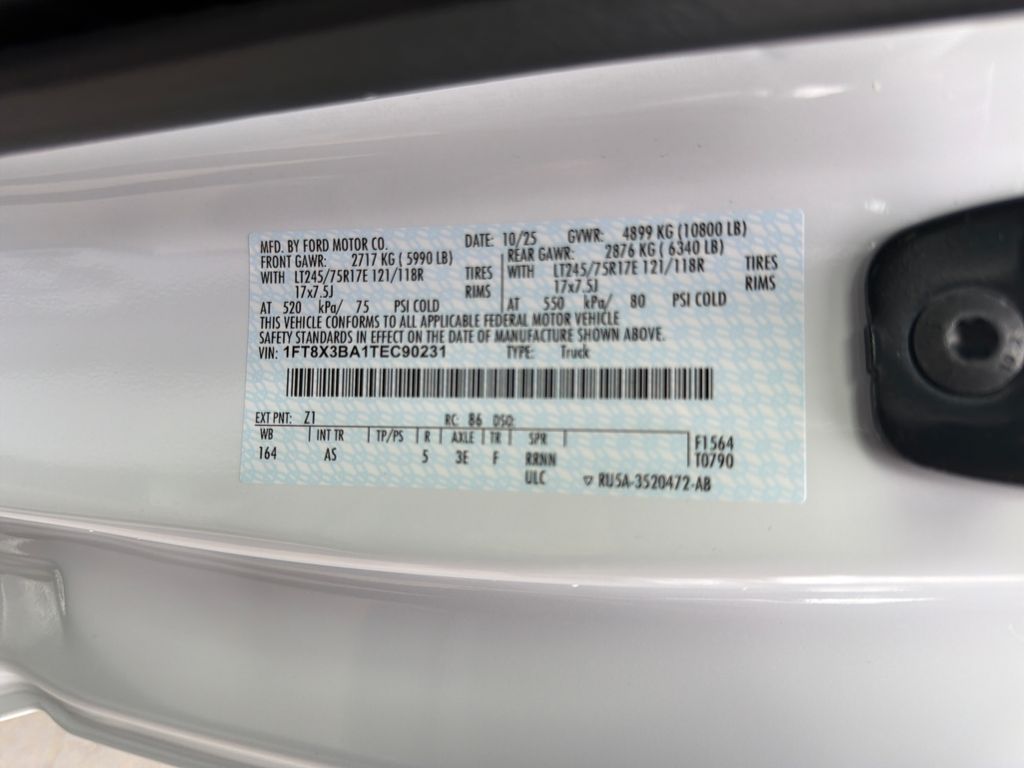 MFD. BY FORD MOTOR CO. DATE: 10/25 GVWR: 4899 KG (10800 LB)
FRONT GAWR: 2717 KG ( 5990 LB) REAR GAWR: 2876 KG ( 6340 LB)
WITH LT245/75R17E 121/118R TIRES WITH LT245/75R17E 121/118R TIRES
17x7.5J RIMS 17x7.5J RIMS
AT 520 kPa/ 75 PSI COLD AT 550 kPa/ 80 PSI COLD
THIS VEHICLE CONFORMS TO ALL APPLICABLE FEDERAL MOTOR VEHICLE
SAFETY STANDARDS IN EFFECT ON THE DATE OF MANUFACTURE SHOWN ABOVE.
VIN: 1FT8X3BA1TEC90231 TYPE: Truck
EXT PNT: Z1 RC: 86 DSO:
WB INT TR TP/PS R AXLE TR SPR F1564
164 AS 5 3E F RRNN T0790
ULC ▽ RU5A-3520472-AB